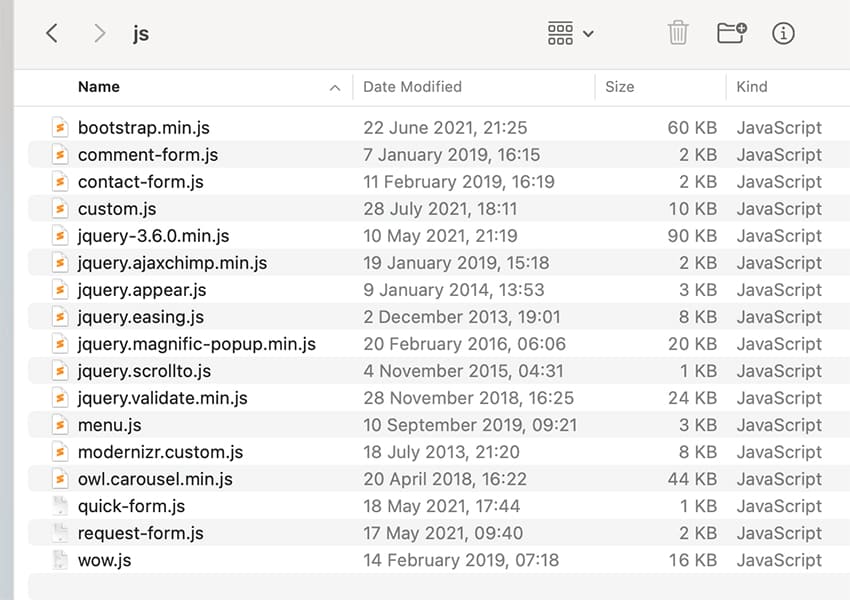 js
Name Date Modified Size Kind
bootstrap.min.js 22 June 2021, 21:25 60 KB JavaScript
comment-form.js 7 January 2019, 16:15 2 KB JavaScript
contact-form.js 11 February 2019, 16:19 2 KB JavaScript
custom.js 28 July 2021, 18:11 10 KB JavaScript
jquery-3.6.0.min.js 10 May 2021, 21:19 90 KB JavaScript
jquery.ajaxchimp.min.js 19 January 2019, 15:18 2 KB JavaScript
jquery.appear.js 9 January 2014, 13:53 3 KB JavaScript
jquery.easing.js 2 December 2013, 19:01 8 KB JavaScript
jquery.magnific-popup.min.js 20 February 2016, 06:06 20 KB JavaScript
jquery.scrollto.js 4 November 2015, 04:31 1 KB JavaScript
jquery.validate.min.js 28 November 2018, 16:25 24 KB JavaScript
menu.js 10 September 2019, 09:21 3 KB JavaScript
modernizr.custom.js 18 July 2013, 21:20 8 KB JavaScript
owl.carousel.min.js 20 April 2018, 16:22 44 KB JavaScript
quick-form.js 18 May 2021, 17:44 1 KB JavaScript
request-form.js 17 May 2021, 09:40 2 KB JavaScript
wow.js 14 February 2019, 07:18 16 KB JavaScript